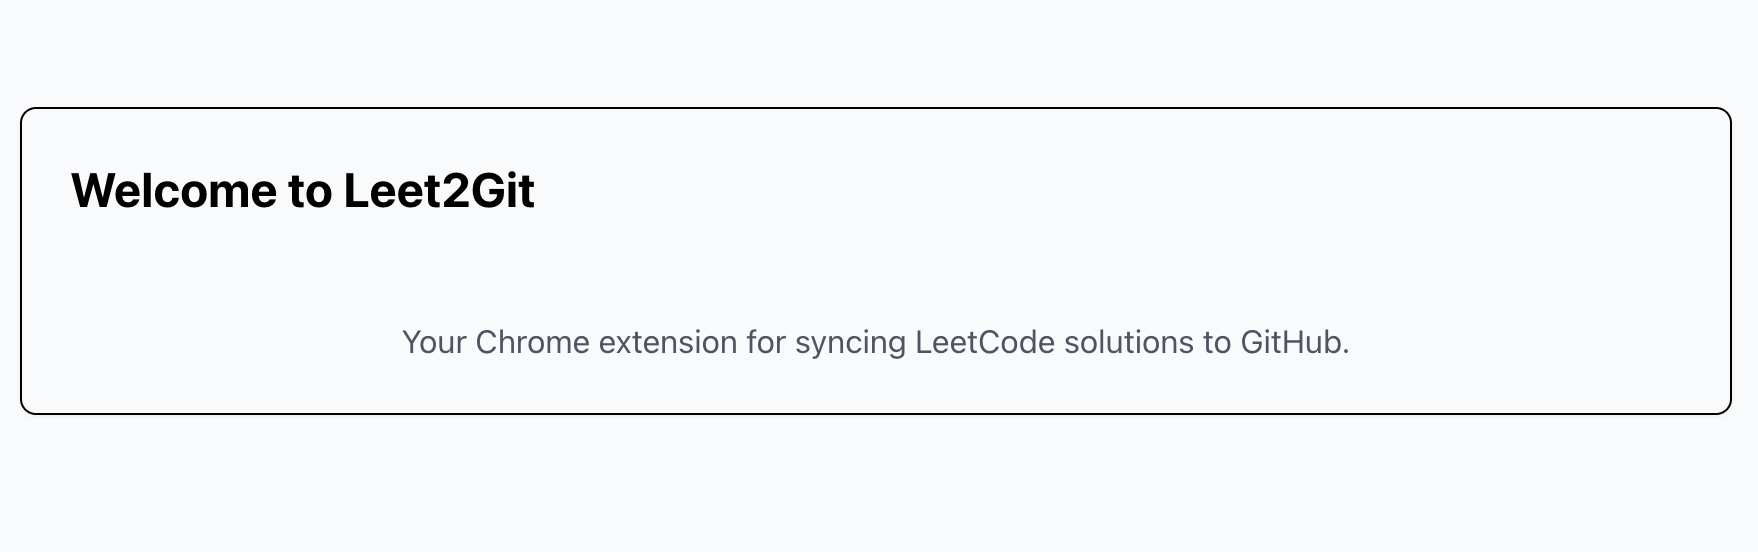 Welcome to Leet2Git
Your Chrome extension for syncing LeetCode solutions to GitHub.